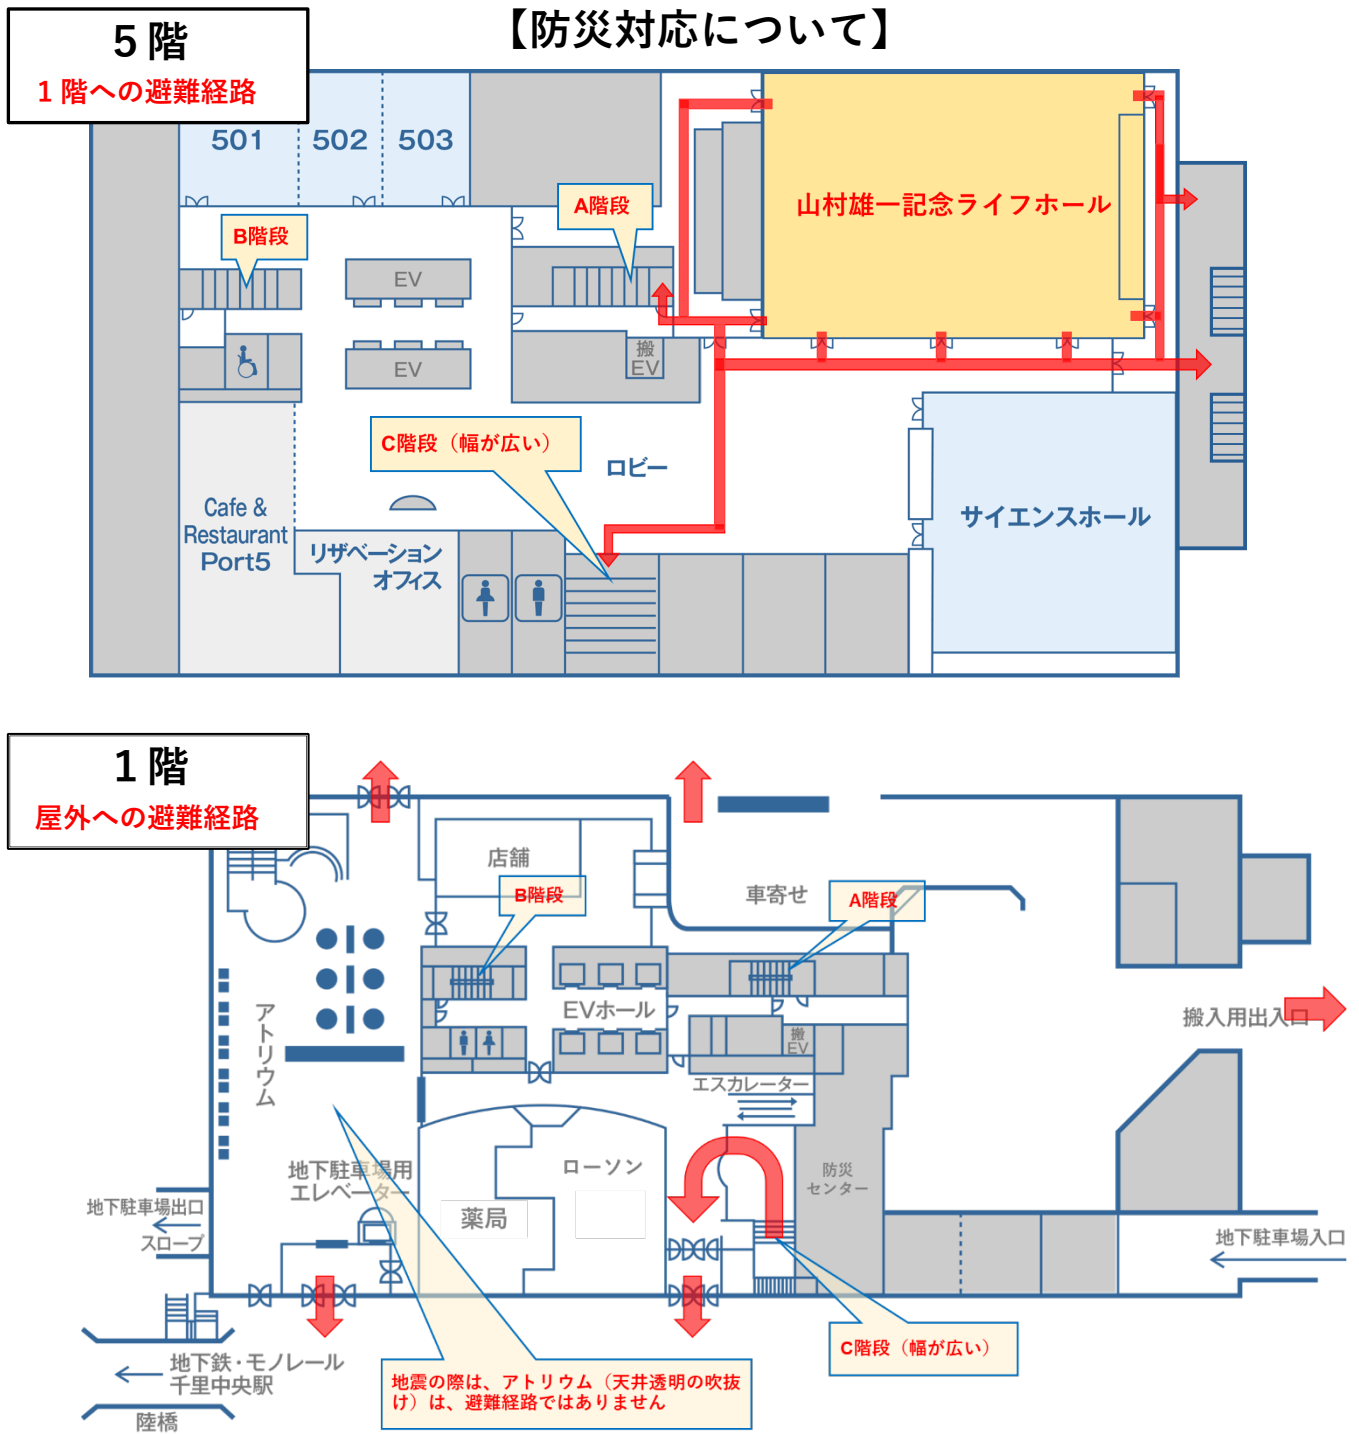 【防災対応について】
5階
1階への避難経路
501
502
503
A階段
B階段
山村雄一記念ライフホール
EV
EV
搬
EV
C階段（幅が広い）
ロビー
Cafe &
Restaurant
Port5
リザベーション
オフィス
サイエンスホール
1階
屋外への避難経路
店舗
B階段
車寄せ
A階段
アトリウム
EVホール
搬入用出入口
搬
EV
エスカレーター
地下駐車場用
エレベーター
ローソン
薬局
防災
センター
地下駐車場出口
スロープ
地下駐車場入口
C階段（幅が広い）
地下鉄・モノレール
千里中央駅
陸橋
地震の際は、アトリウム（天井透明の吹抜
け）は、避難経路ではありません